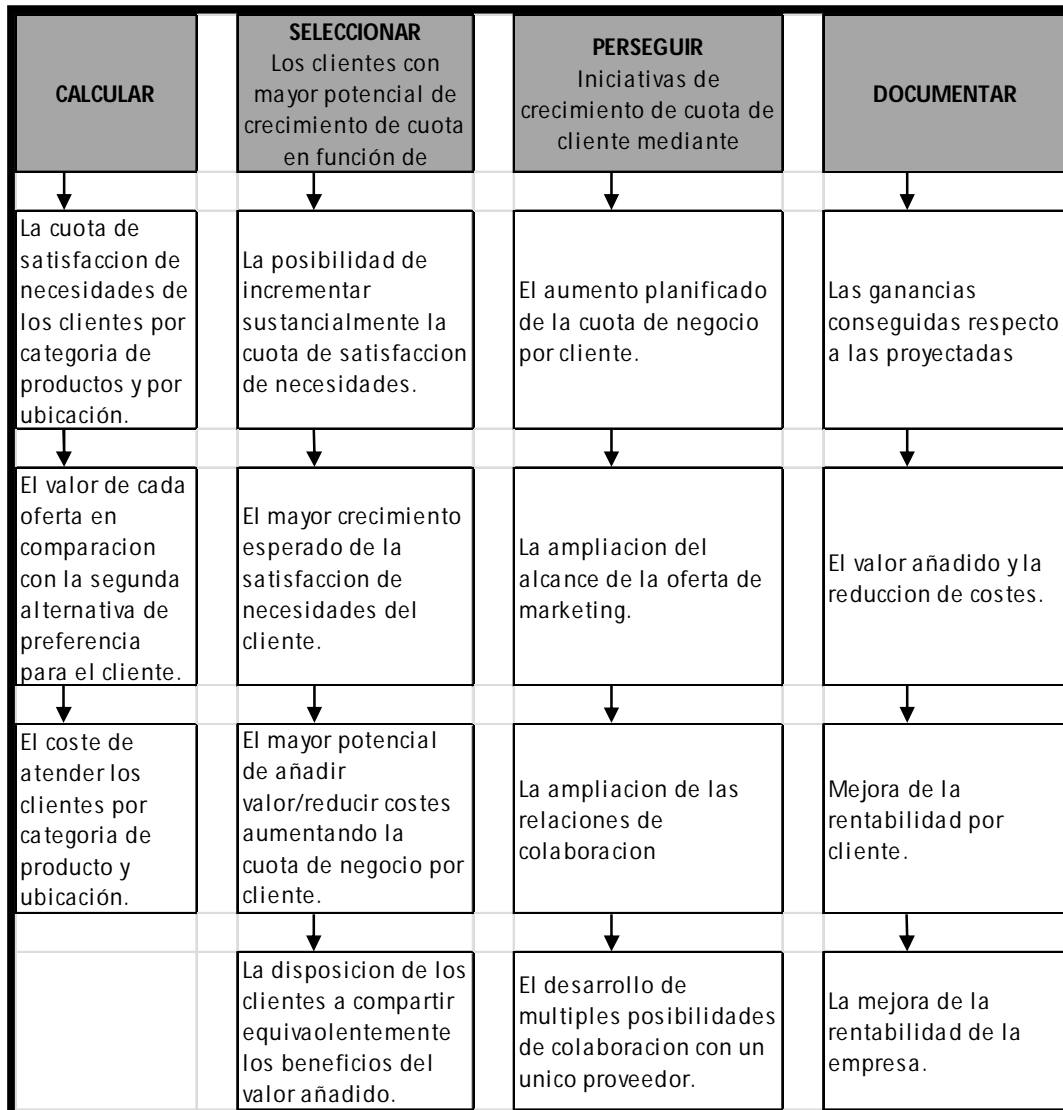 CALCULAR
SELECCIONAR
Los clientes con
mayor potencial de
crecimiento de cuota
en función de
PERSEGUIR
Iniciativas de
crecimiento de cuota de
cliente mediante
DOCUMENTAR
La cuota de
satisfaccion de
necesidades de
los clientes por
categoria de
productos y por
ubicación.
La posibilidad de
incrementar
sustancialmente la
cuota de satisfaccion
de necesidades.
El aumento planificado
de la cuota de negocio
por cliente.
Las ganancias
conseguidas respecto
a las proyectadas
El valor de cada
oferta en
comparacion
con la segunda
alternativa de
preferencia
para el cliente.
El mayor crecimiento
esperado de la
satisfaccion de
necesidades del
cliente.
La ampliacion del
alcance de la oferta de
marketing.
El valor añadido y la
reduccion de costes.
El coste de
atender los
clientes por
categoria de
producto y
ubicación.
El mayor potencial
de añadir
valor/reducir costes
aumentando la
cuota de negocio por
cliente.
La ampliacion de las
relaciones de
colaboracion
Mejora de la
rentabilidad por
cliente.
La disposicion de los
clientes a compartir
equivaolentemente
los beneficios del
valor añadido.
El desarrollo de
multiples posibilidades
de colaboracion con un
unico proveedor.
La mejora de la
rentabilidad de la
empresa.